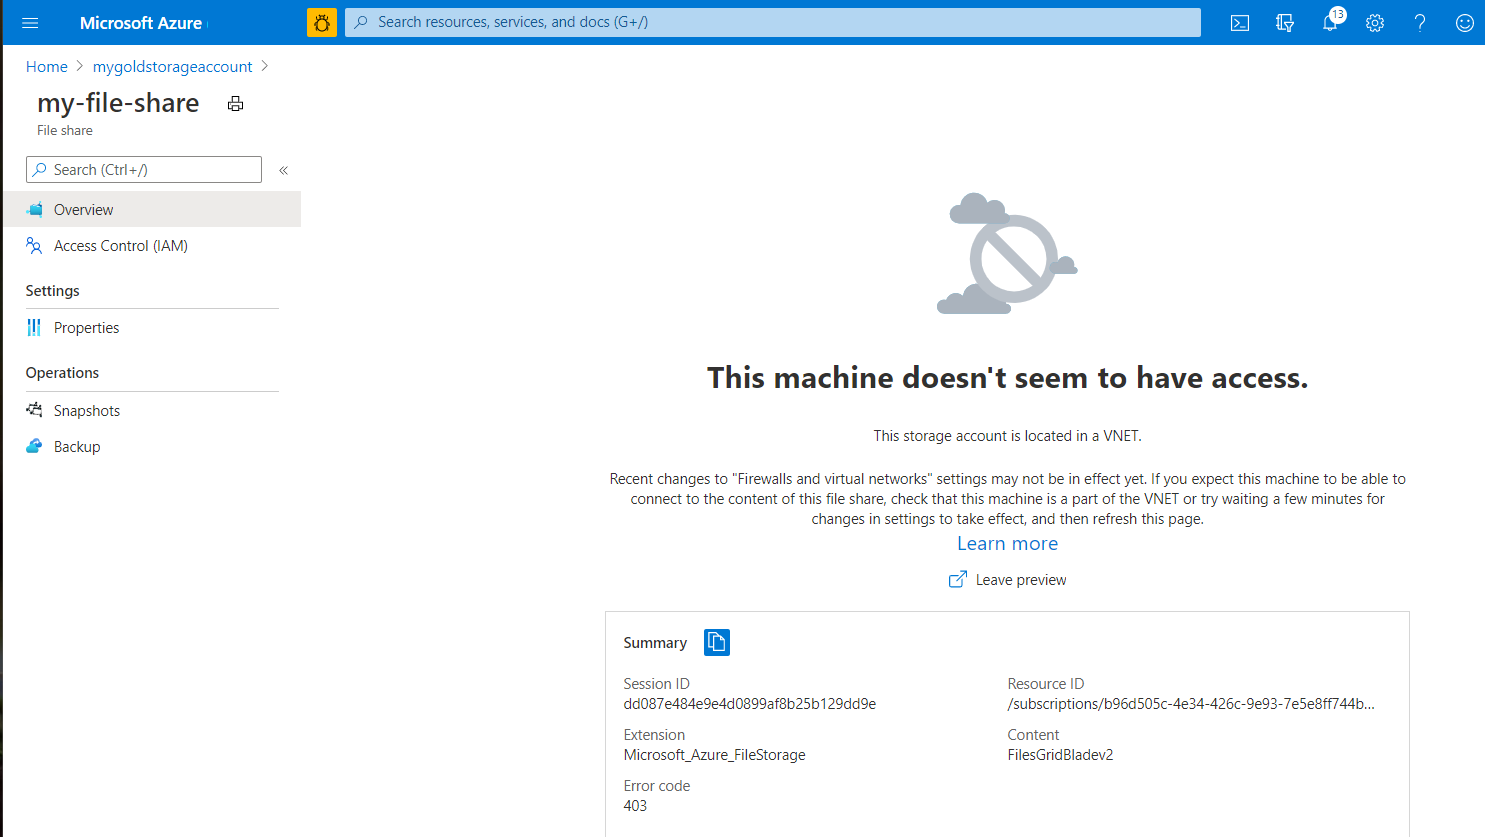 Microsoft Azure
Search resources, services, and docs (G+/)
13
Home > mygoldstorageaccount >
my-file-share
File share
Search (Ctrl+/)
«
Overview
Access Control (IAM)
Settings
Properties
Operations
Snapshots
Backup
This machine doesn't seem to have access.
This storage account is located in a VNET.
Recent changes to "Firewalls and virtual networks" settings may not be in effect yet. If you expect this machine to be able to
connect to the content of this file share, check that this machine is a part of the VNET or try waiting a few minutes for
changes in settings to take effect, and then refresh this page.
Learn more
Leave preview
Summary
Session ID
dd087e484e9e4d0899af8b25b129dd9e
Resource ID
/subscriptions/b96d505c-4e34-426c-9e93-7e5e8ff744b...
Extension
Microsoft_Azure_FileStorage
Content
FilesGridBladev2
Error code
403